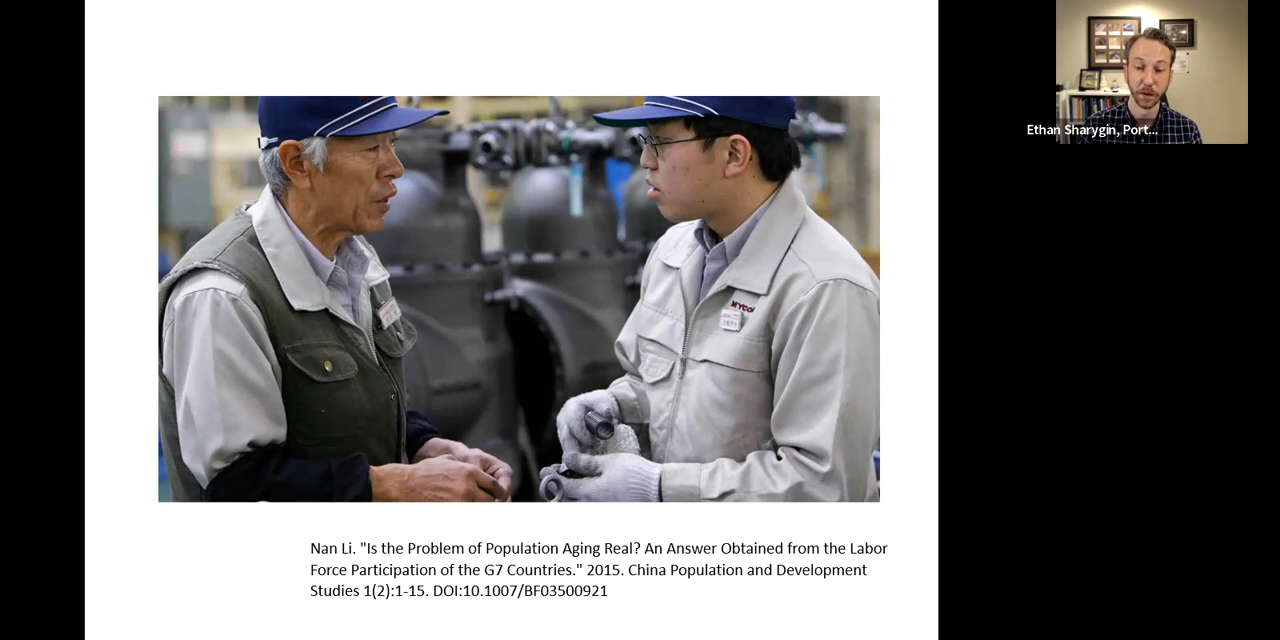 Ethan Sharygin, Port...
Nan Li. "Is the Problem of Population Aging Real? An Answer Obtained from the Labor
Force Participation of the G7 Countries." 2015. China Population and Development
Studies 1(2):1-15. DOI:10.1007/BF03500921